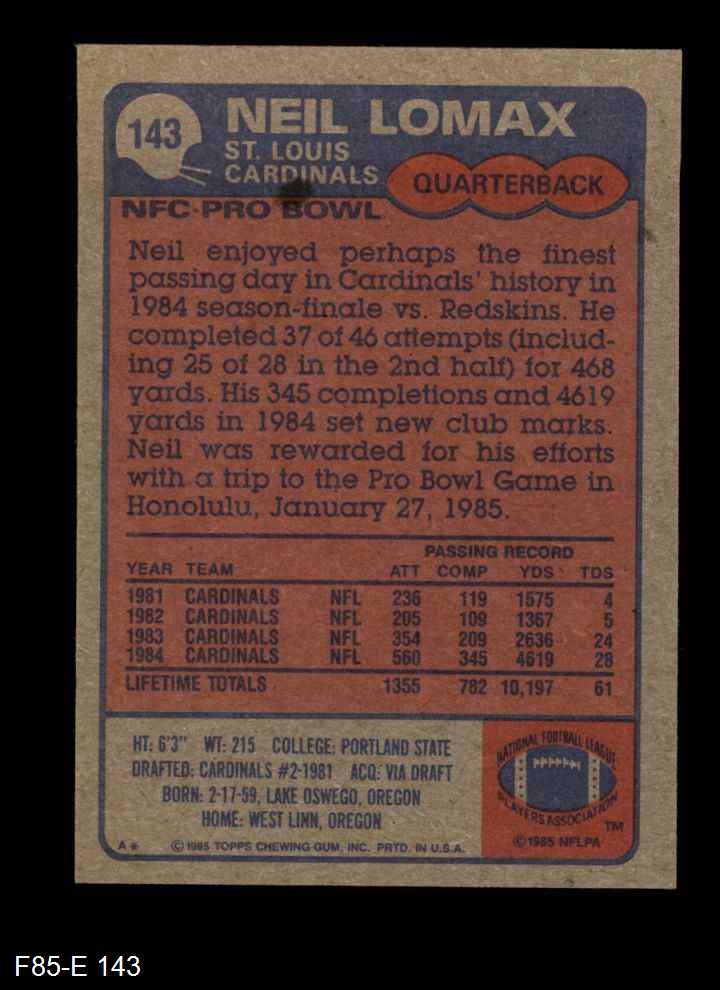 143
NEIL LOMAX
ST. LOUIS
CARDINALS
QUARTERBACK
NFC PRO BOWL
Neil enjoyed perhaps the finest
passing day in Cardinals' history in
1984 season-finale vs. Redskins. He
completed 37 of 46 attempts (includ-
ing 25 of 28 in the 2nd half) for 468
yards. His 345 completions and 4619
yards in 1984 set new club marks.
Neil was rewarded for his efforts
with a trip to the Pro Bowl Game in
Honolulu, January 27, 1985.
PASSING RECORD
YEAR TEAM ATT COMP YDS TDS
1981 CARDINALS NFL 236 119 1575 4
1982 CARDINALS NFL 205 109 1367 5
1983 CARDINALS NFL 354 209 2636 24
1984 CARDINALS NFL 560 345 4619 28
LIFETIME TOTALS 1355 782 10,197 61
HT: 6'3" WT: 215 COLLEGE: PORTLAND STATE
DRAFTED: CARDINALS #2-1981 ACQ: VIA DRAFT
BORN: 2-17-59, LAKE OSWEGO, OREGON
HOME: WEST LINN, OREGON
A* © 1985 TOPPS CHEWING GUM, INC. PRTD. IN U.S.A.
NATIONAL FOOTBALL LEAGUE
PLAYERS ASSOCIATION
TM
© 1985 NFLPA
F85-E 143